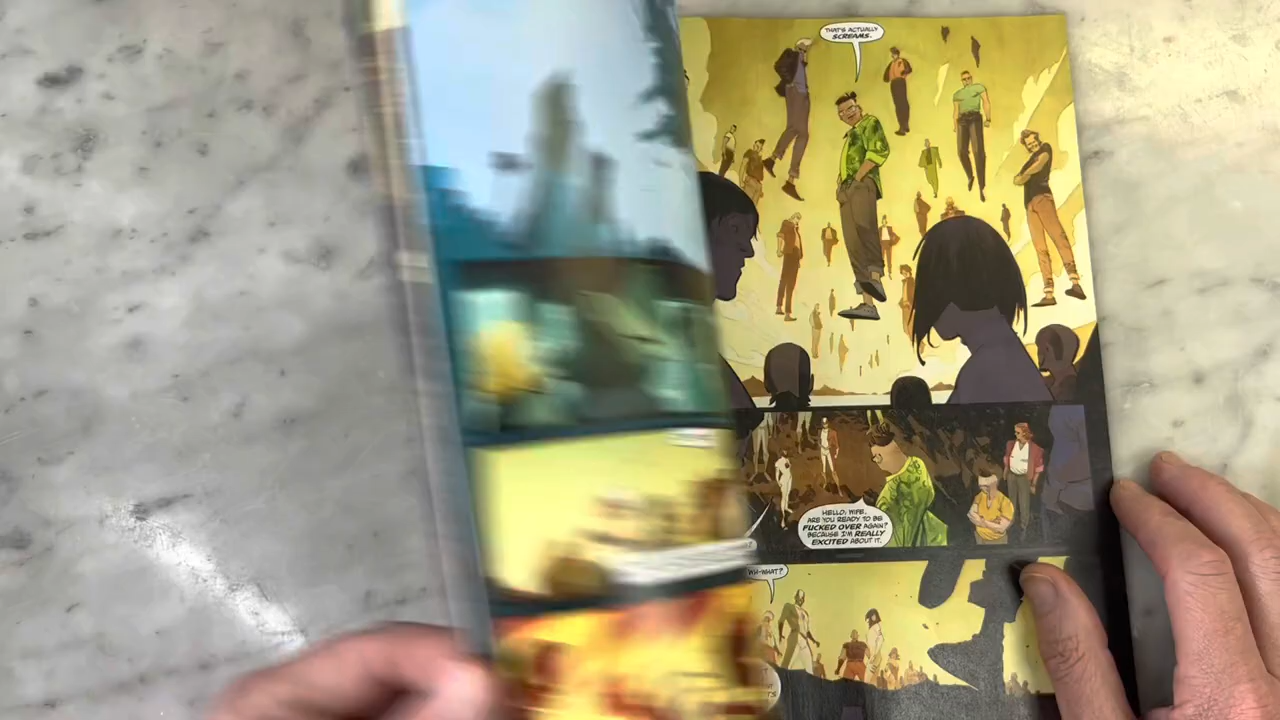 THAT'S ACTUALLY
SCREAMS.
HELLO, WIFE.
ARE YOU READY TO BE
FUCKED OVER AGAIN?
BECAUSE I'M REALLY
EXCITED ABOUT IT.
WH-WHAT?